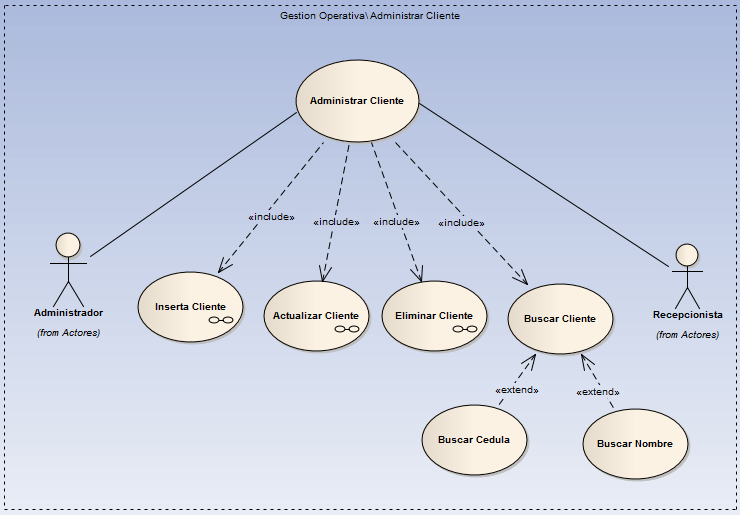 Gestion Operativa\Administrar Cliente
Administrar Cliente
«include»
«include»
«include»
«include»
Administrador
(from Actores)
Inserta Cliente
Actualizar Cliente
Eliminar Cliente
Buscar Cliente
Recepcionista
(from Actores)
«extend»
«extend»
Buscar Cedula
Buscar Nombre